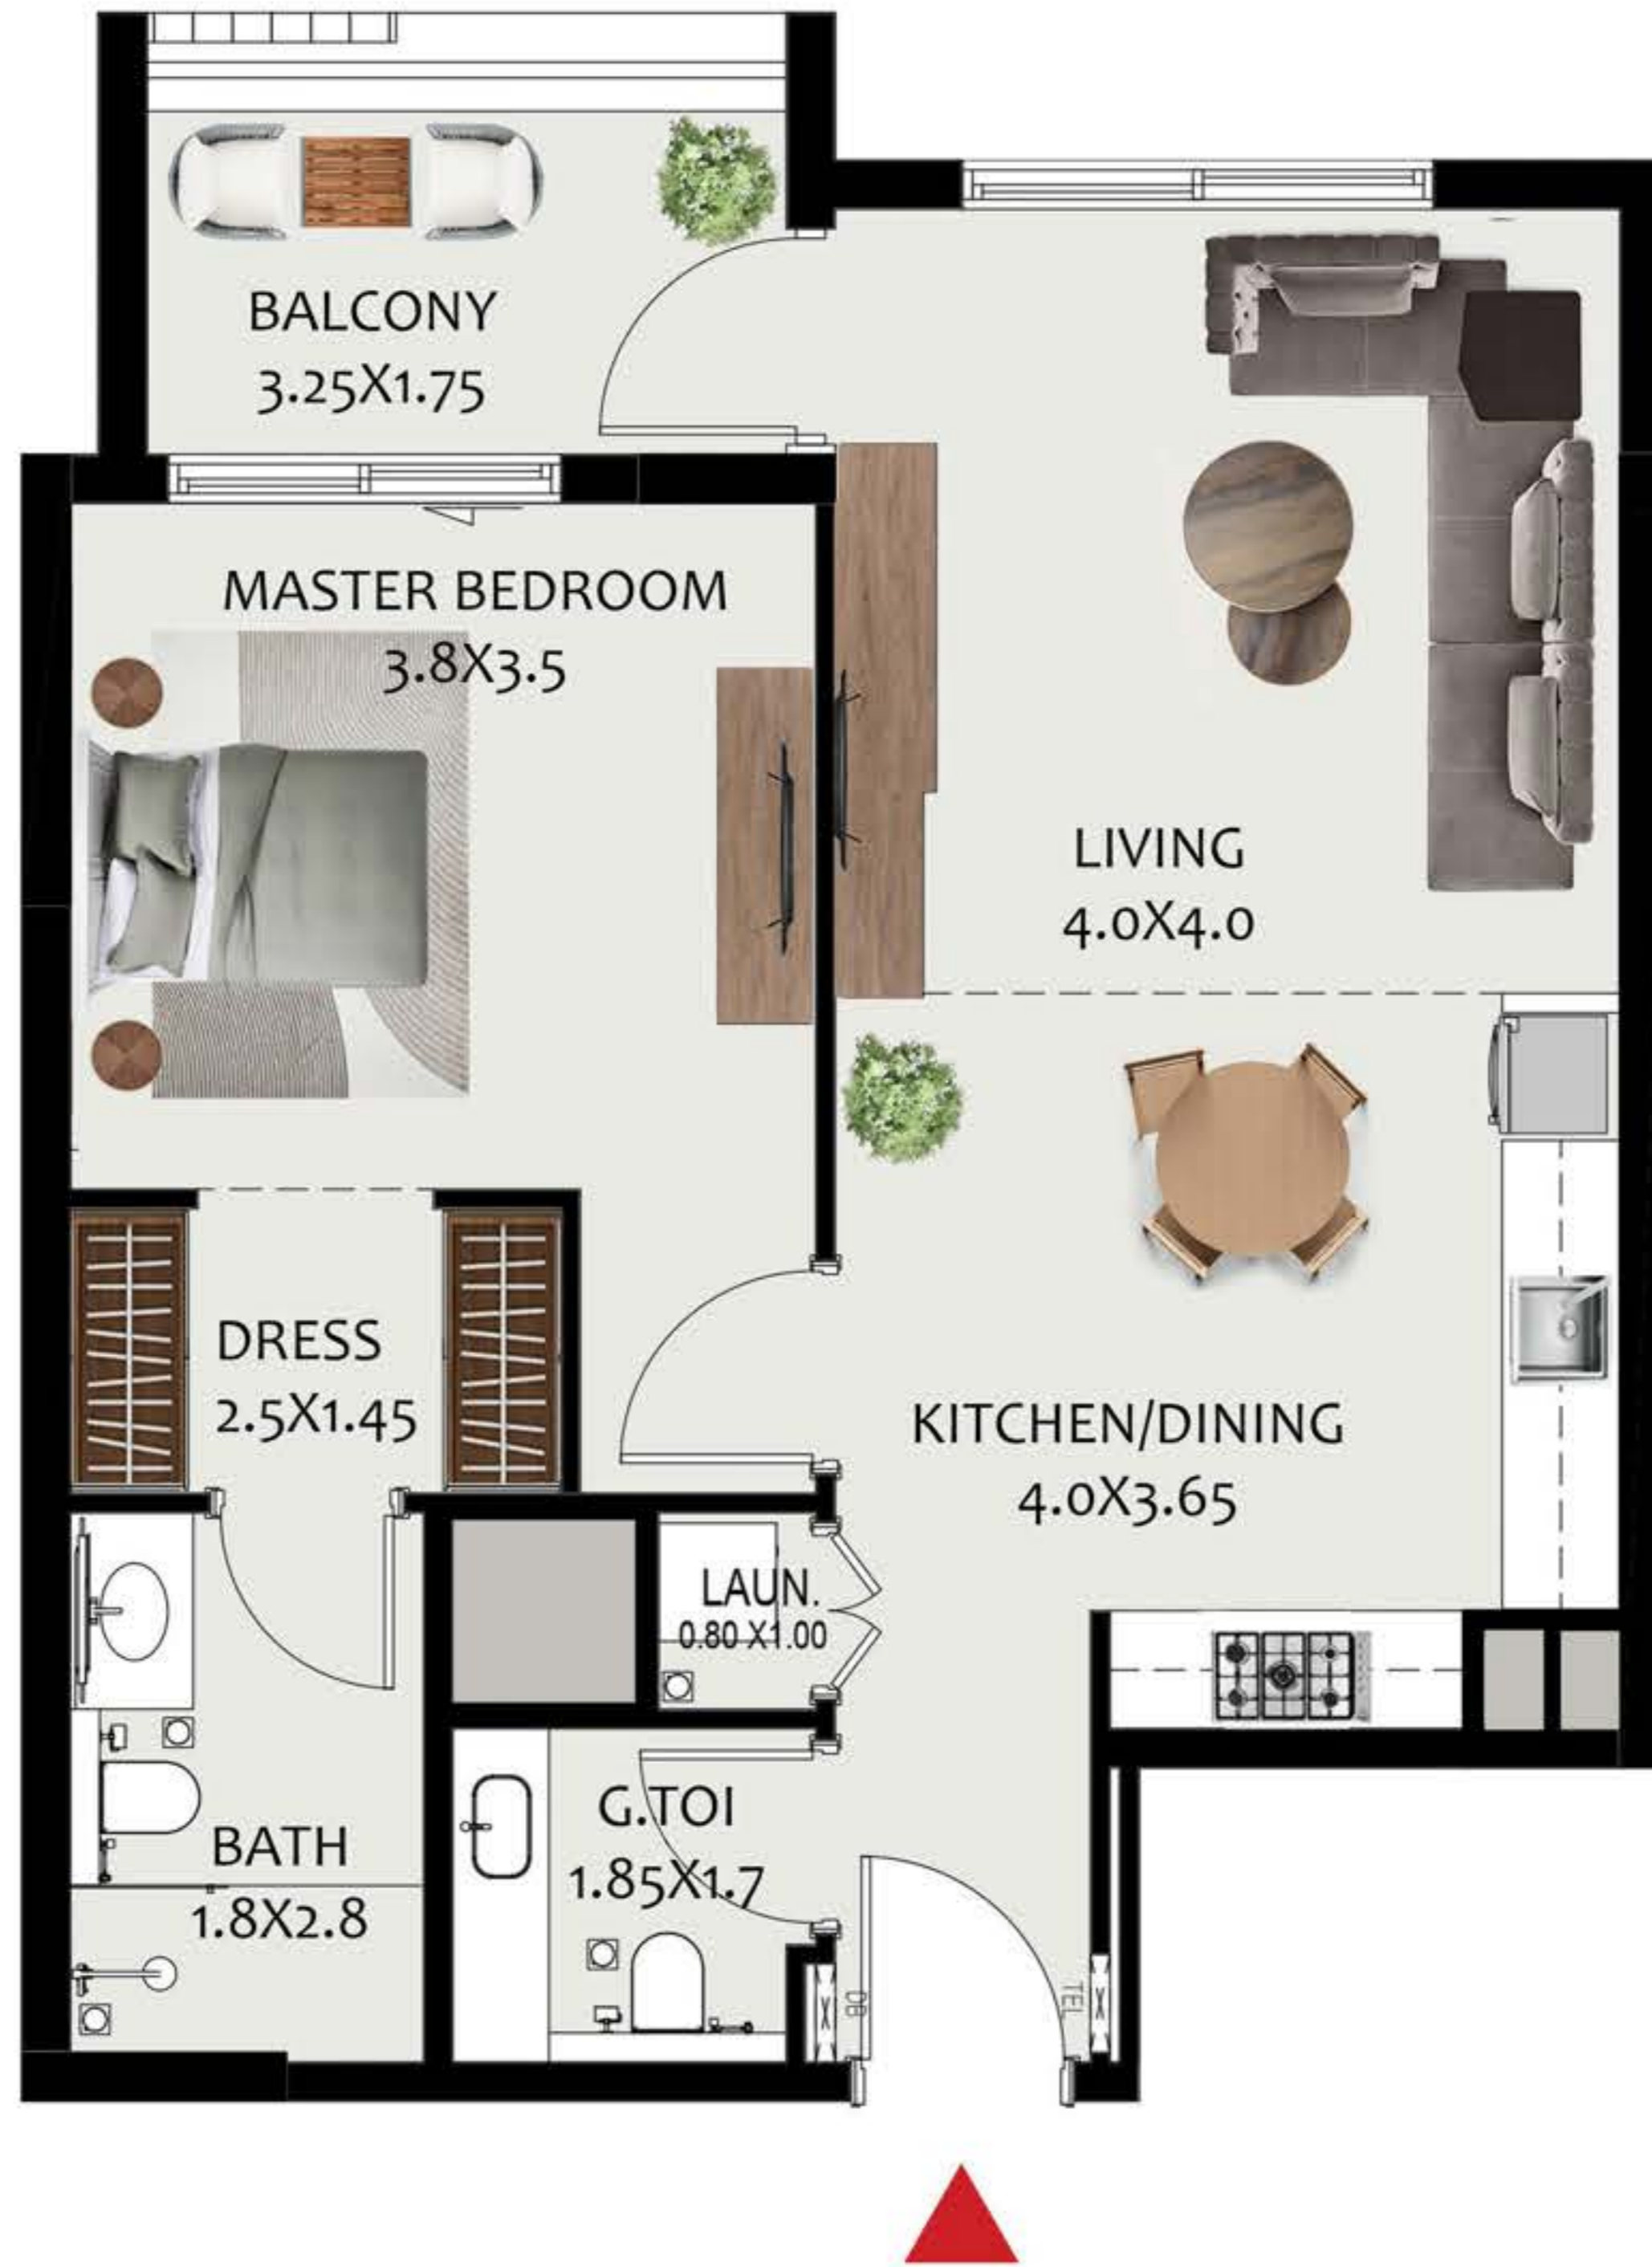 BALCONY
3.25X1.75
MASTER BEDROOM
3.8X3.5
LIVING
4.0X4.0
DRESS
2.5X1.45
KITCHEN/DINING
4.0X3.65
LAUN.
0.80 X1.00
G.TOI
1.85X1.7
BATH
1.8X2.8
DB
TEL